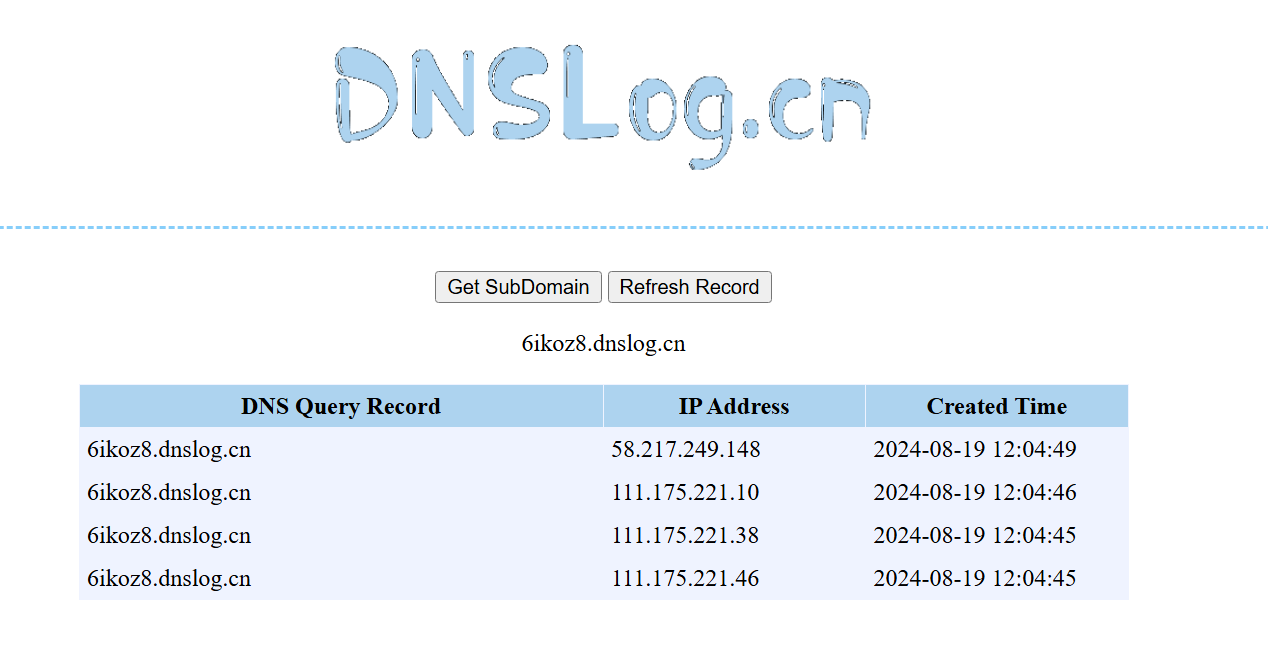 DNSLog.cn
Get SubDomain Refresh Record
6ikoz8.dnslog.cn
DNS Query Record IP Address Created Time
6ikoz8.dnslog.cn 58.217.249.148 2024-08-19 12:04:49
6ikoz8.dnslog.cn 111.175.221.10 2024-08-19 12:04:46
6ikoz8.dnslog.cn 111.175.221.38 2024-08-19 12:04:45
6ikoz8.dnslog.cn 111.175.221.46 2024-08-19 12:04:45